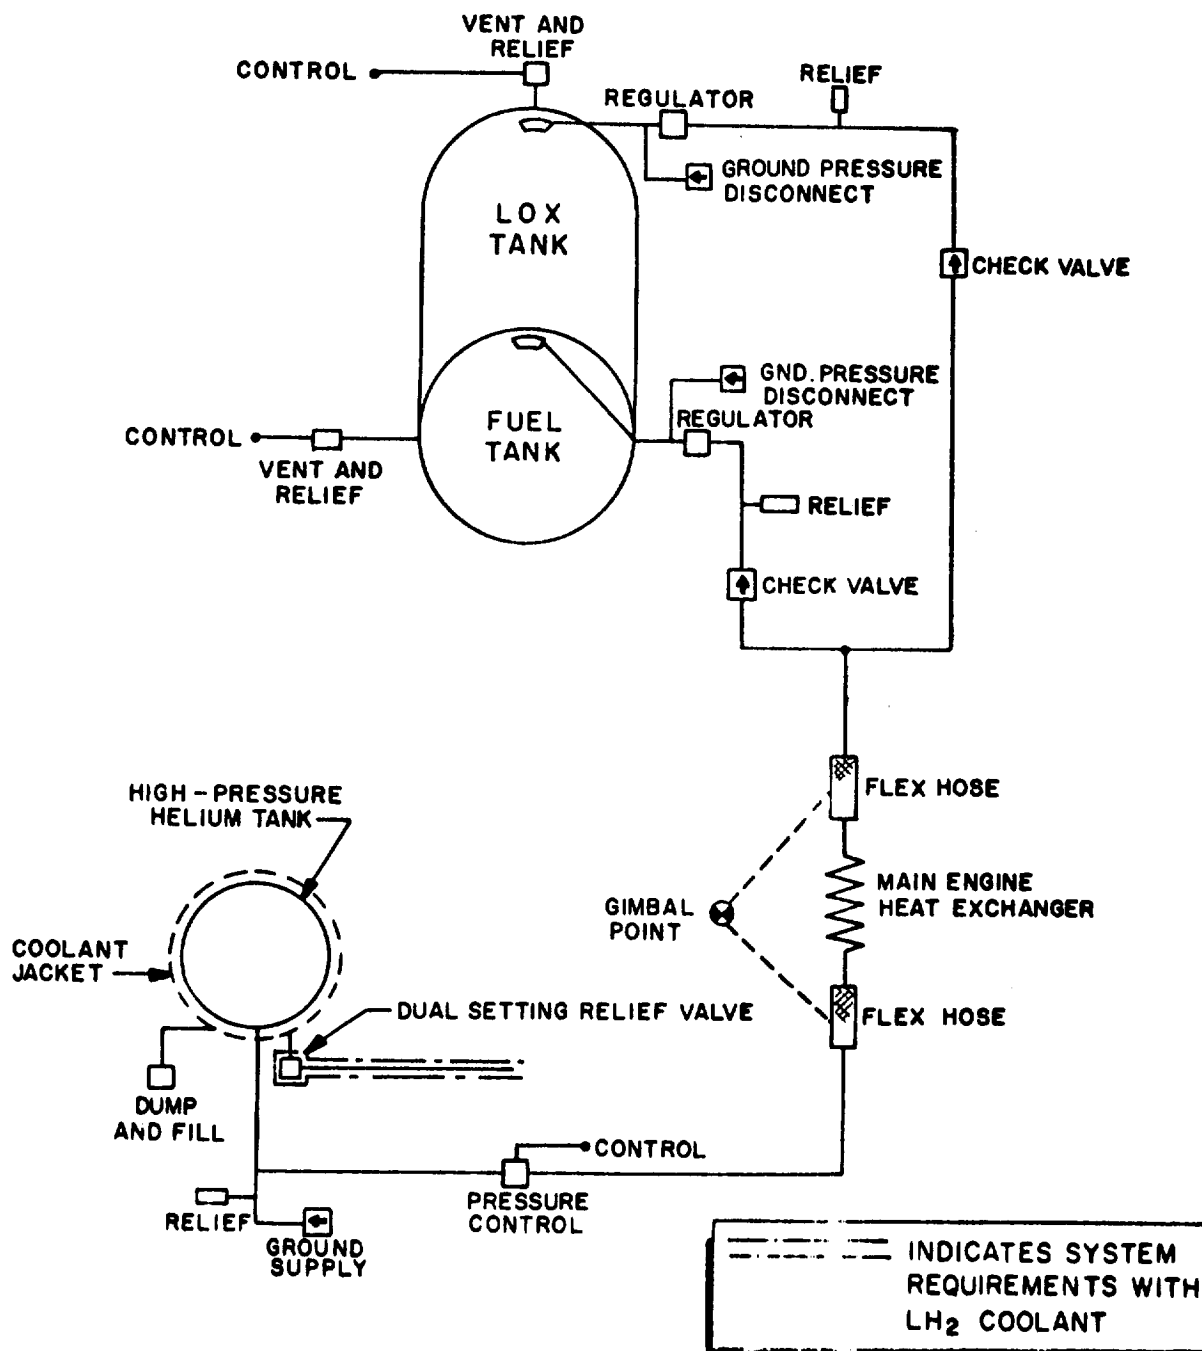 VENT AND
RELIEF
CONTROL
RELIEF
REGULATOR
GROUND PRESSURE
DISCONNECT
LOX
TANK
CHECK VALVE
GND. PRESSURE
DISCONNECT
REGULATOR
FUEL
TANK
CONTROL
VENT AND
RELIEF
RELIEF
CHECK VALVE
FLEX HOSE
HIGH-PRESSURE
HELIUM TANK
MAIN ENGINE
HEAT EXCHANGER
GIMBAL
POINT
COOLANT
JACKET
DUAL SETTING RELIEF VALVE
FLEX HOSE
DUMP
AND FILL
CONTROL
PRESSURE
CONTROL
RELIEF
GROUND
SUPPLY
INDICATES SYSTEM
REQUIREMENTS WITH
LH₂ COOLANT